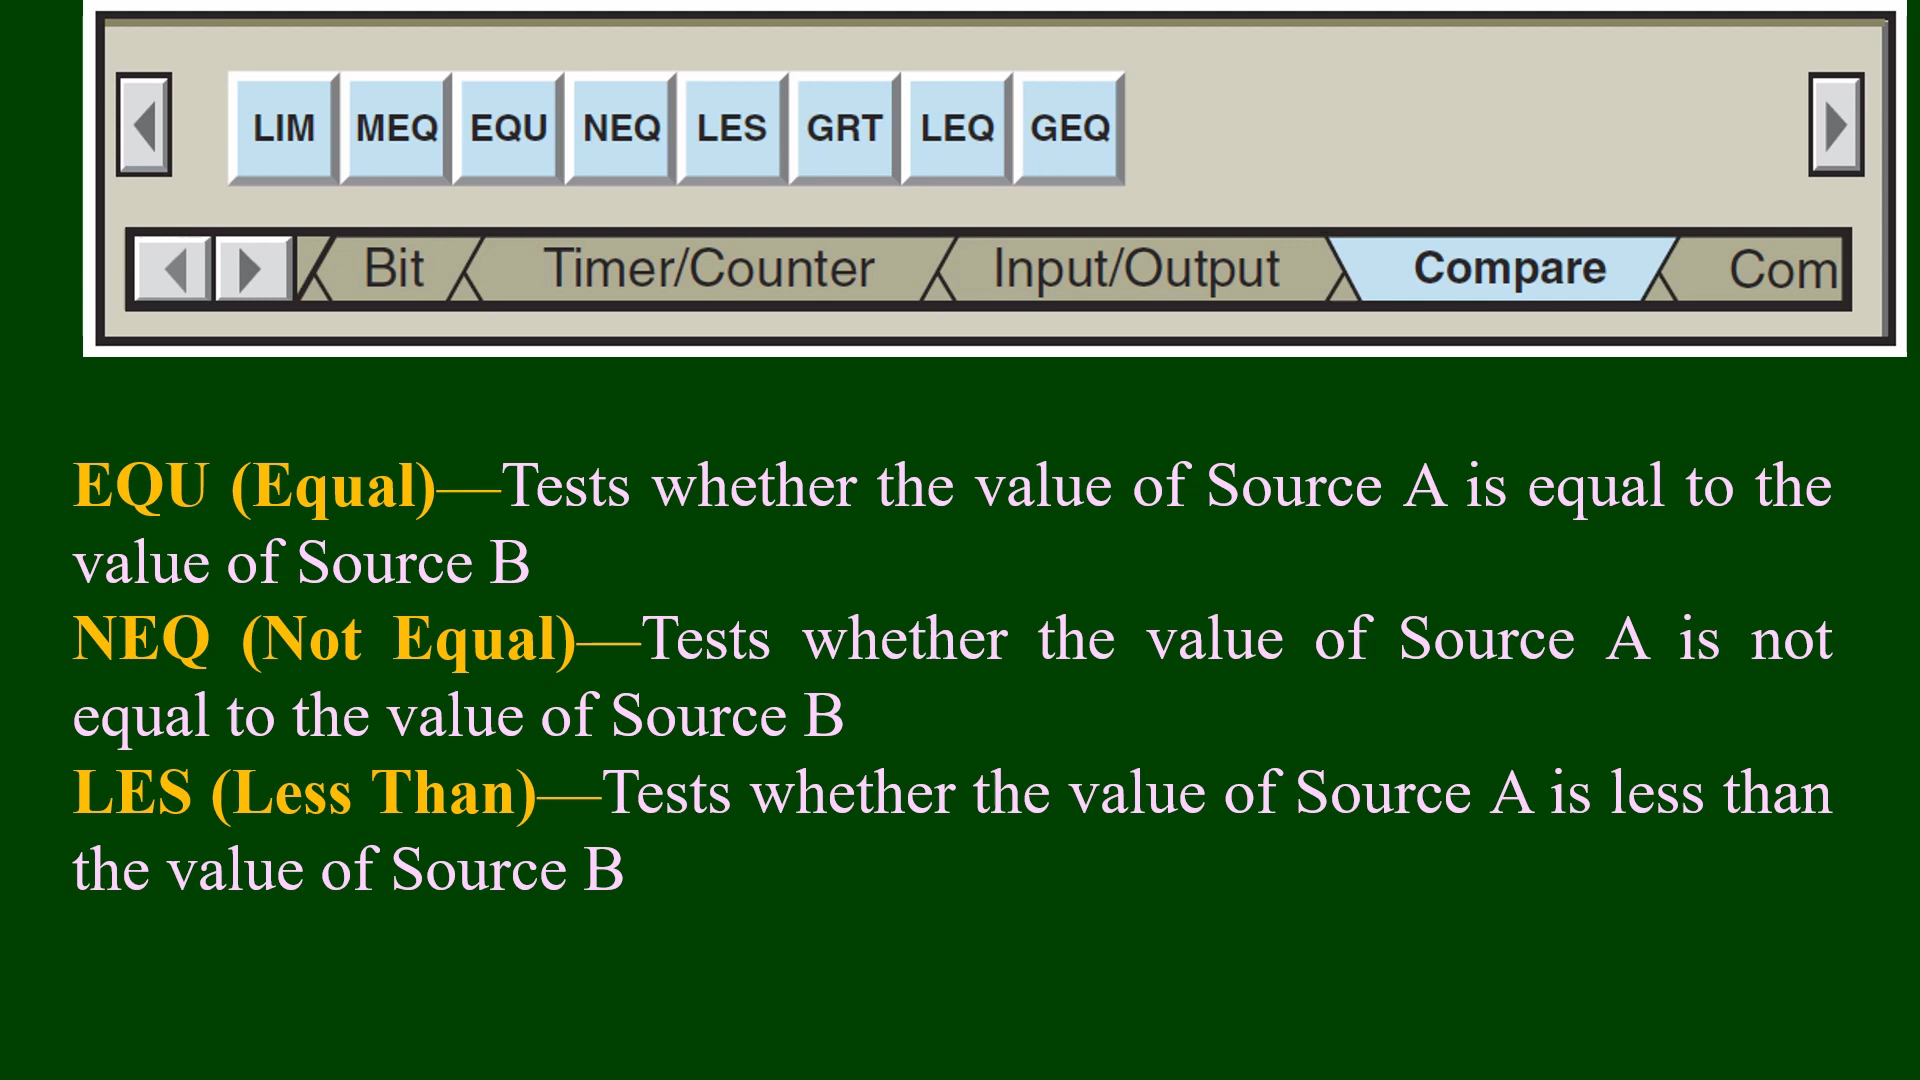 LIM MEQ EQU NEQ LES GRT LEQ GEQ
Bit Timer/Counter Input/Output Compare Com
EQU (Equal)—Tests whether the value of Source A is equal to the
value of Source B
NEQ (Not Equal)—Tests whether the value of Source A is not
equal to the value of Source B
LES (Less Than)—Tests whether the value of Source A is less than
the value of Source B